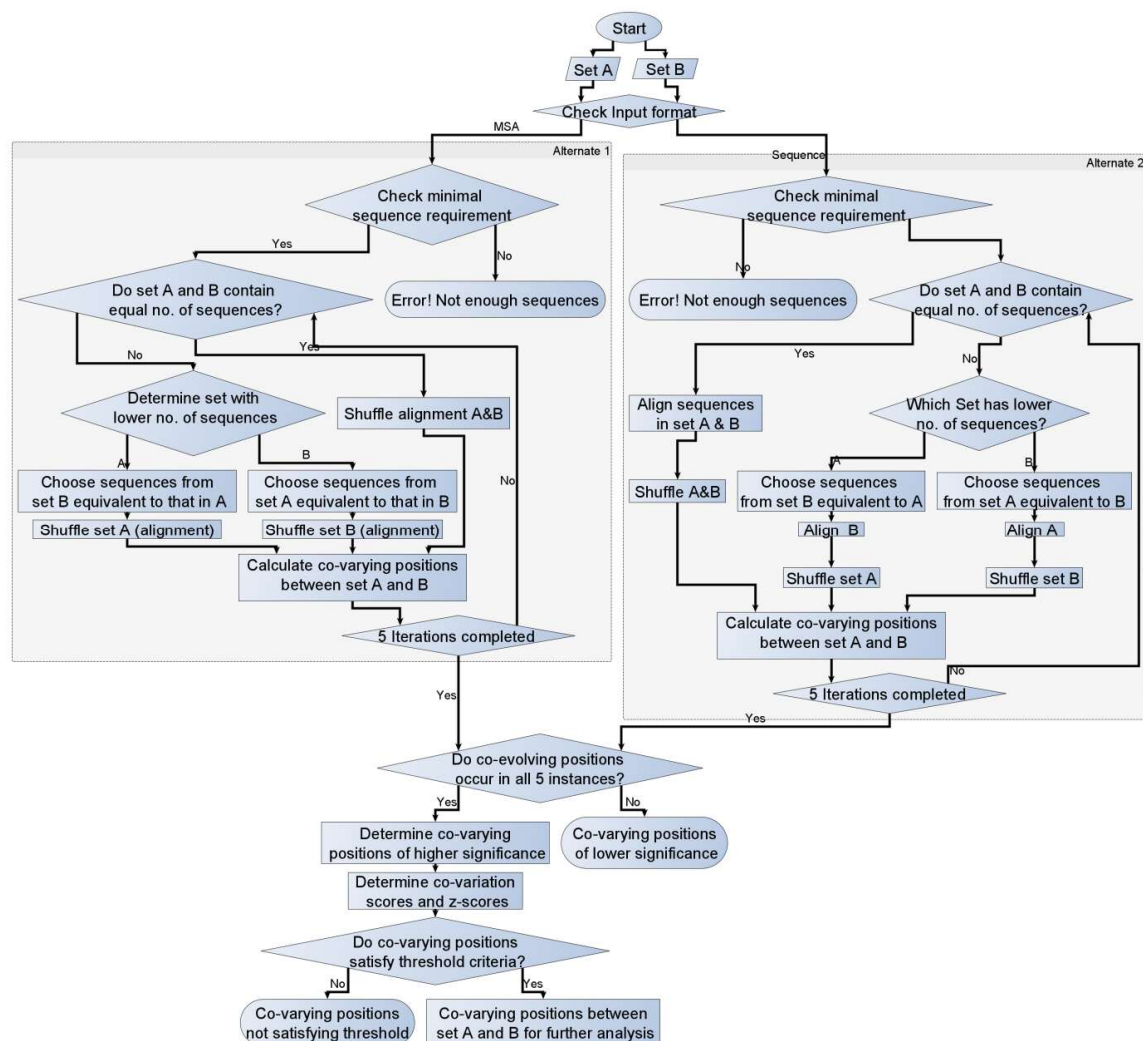 Start
Set A
Set B
Check Input format
MSA
Sequence
Alternate 1
Check minimal
sequence requirement
Yes
No
Error! Not enough sequences
Do set A and B contain
equal no. of sequences?
No
Yes
Determine set with
lower no. of sequences
Shuffle alignment A&B
A
B
No
Choose sequences from
set B equivalent to that in A
Choose sequences from
set A equivalent to that in B
Shuffle set A (alignment)
Shuffle set B (alignment)
Calculate co-varying positions
between set A and B
5 Iterations completed
Yes
Alternate 2
Check minimal
sequence requirement
No
Error! Not enough sequences
Do set A and B contain
equal no. of sequences?
Yes
No
Align sequences
in set A & B
Which Set has lower
no. of sequences?
A
B
Shuffle A&B
Choose sequences
from set B equivalent to A
Choose sequences
from set A equivalent to B
Align B
Align A
Shuffle set A
Shuffle set B
Calculate co-varying positions
between set A and B
No
5 Iterations completed
Yes
Do co-evolving positions
occur in all 5 instances?
Yes
No
Determine co-varying
positions of higher significance
Co-varying positions
of lower significance
Determine co-variation
scores and z-scores
Do co-varying positions
satisfy threshold criteria?
No
Yes
Co-varying positions
not satisfying threshold
Co-varying positions between
set A and B for further analysis